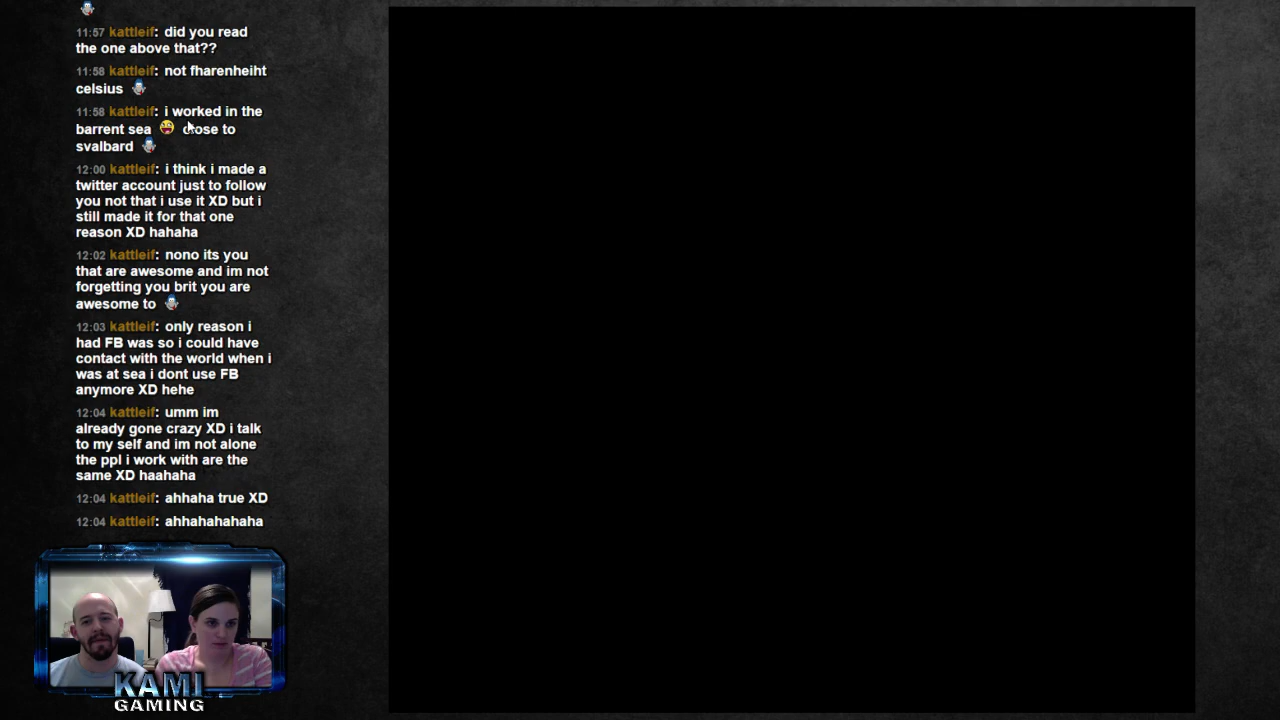 11:57 kattleif: did you read
the one above that??
11:58 kattleif: not fharenheiht
celsius
11:58 kattleif: i worked in the
barrent sea close to
svalbard
12:00 kattleif: i think i made a
twitter account just to follow
you not that i use it XD but i
still made it for that one
reason XD hahaha
12:02 kattleif: nono its you
that are awesome and im not
forgetting you brit you are
awesome to
12:03 kattleif: only reason i
had FB was so i could have
contact with the world when i
was at sea i dont use FB
anymore XD hehe
12:04 kattleif: umm im
already gone crazy XD i talk
to my self and im not alone
the ppl i work with are the
same XD haahaha
12:04 kattleif: ahhaha true XD
12:04 kattleif: ahhahahahaha
KAMI
GAMING